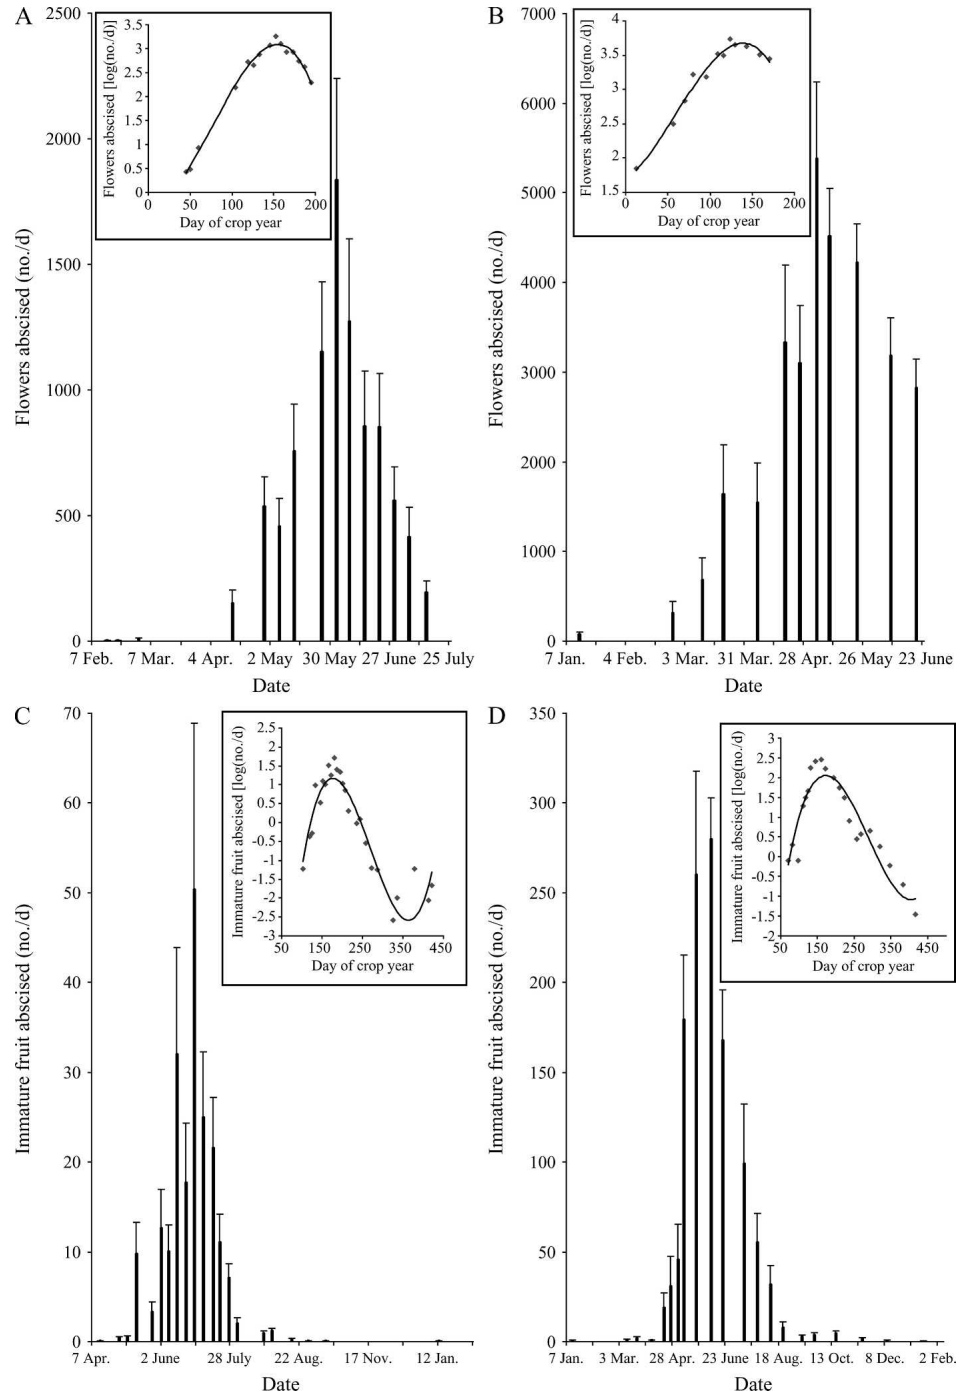 A
2500
2000
1500
1000
500
0
Flowers abscised (no./d)
7 Feb. 7 Mar. 4 Apr. 2 May 30 May 27 June 25 July
Date
Flowers abscised [log(no./d)]
3.5
3
2.5
2
1.5
1
0.5
0
0 50 100 150 200
Day of crop year
B
7000
6000
5000
4000
3000
2000
1000
0
Flowers abscised (no./d)
7 Jan. 4 Feb. 3 Mar. 31 Mar. 28 Apr. 26 May 23 June
Date
Flowers abscised [log(no./d)]
4
3.5
3
2.5
2
1.5
0 50 100 150 200
Day of crop year
C
70
60
50
40
30
20
10
0
Immature fruit abscised (no./d)
7 Apr. 2 June 28 July 22 Aug. 17 Nov. 12 Jan.
Date
Immature fruit abscised [log(no./d)
2.5
2
1.5
1
0.5
0
-.5
-1
-1.5
-2
-2.5
-3
50 150 250 350 450
Day of crop year
D
350
300
250
200
150
100
50
0
Immature fruit abscised (no./d)
7 Jan. 3 Mar. 28 Apr. 23 June 18 Aug. 13 Oct. 8 Dec. 2 Feb.
Date
Immature fruit abscised [log(no./d)
3
2.5
2
1.5
1
0.5
0
-.5
-1
-1.5
-2
50 150 250 350 450
Day of crop year